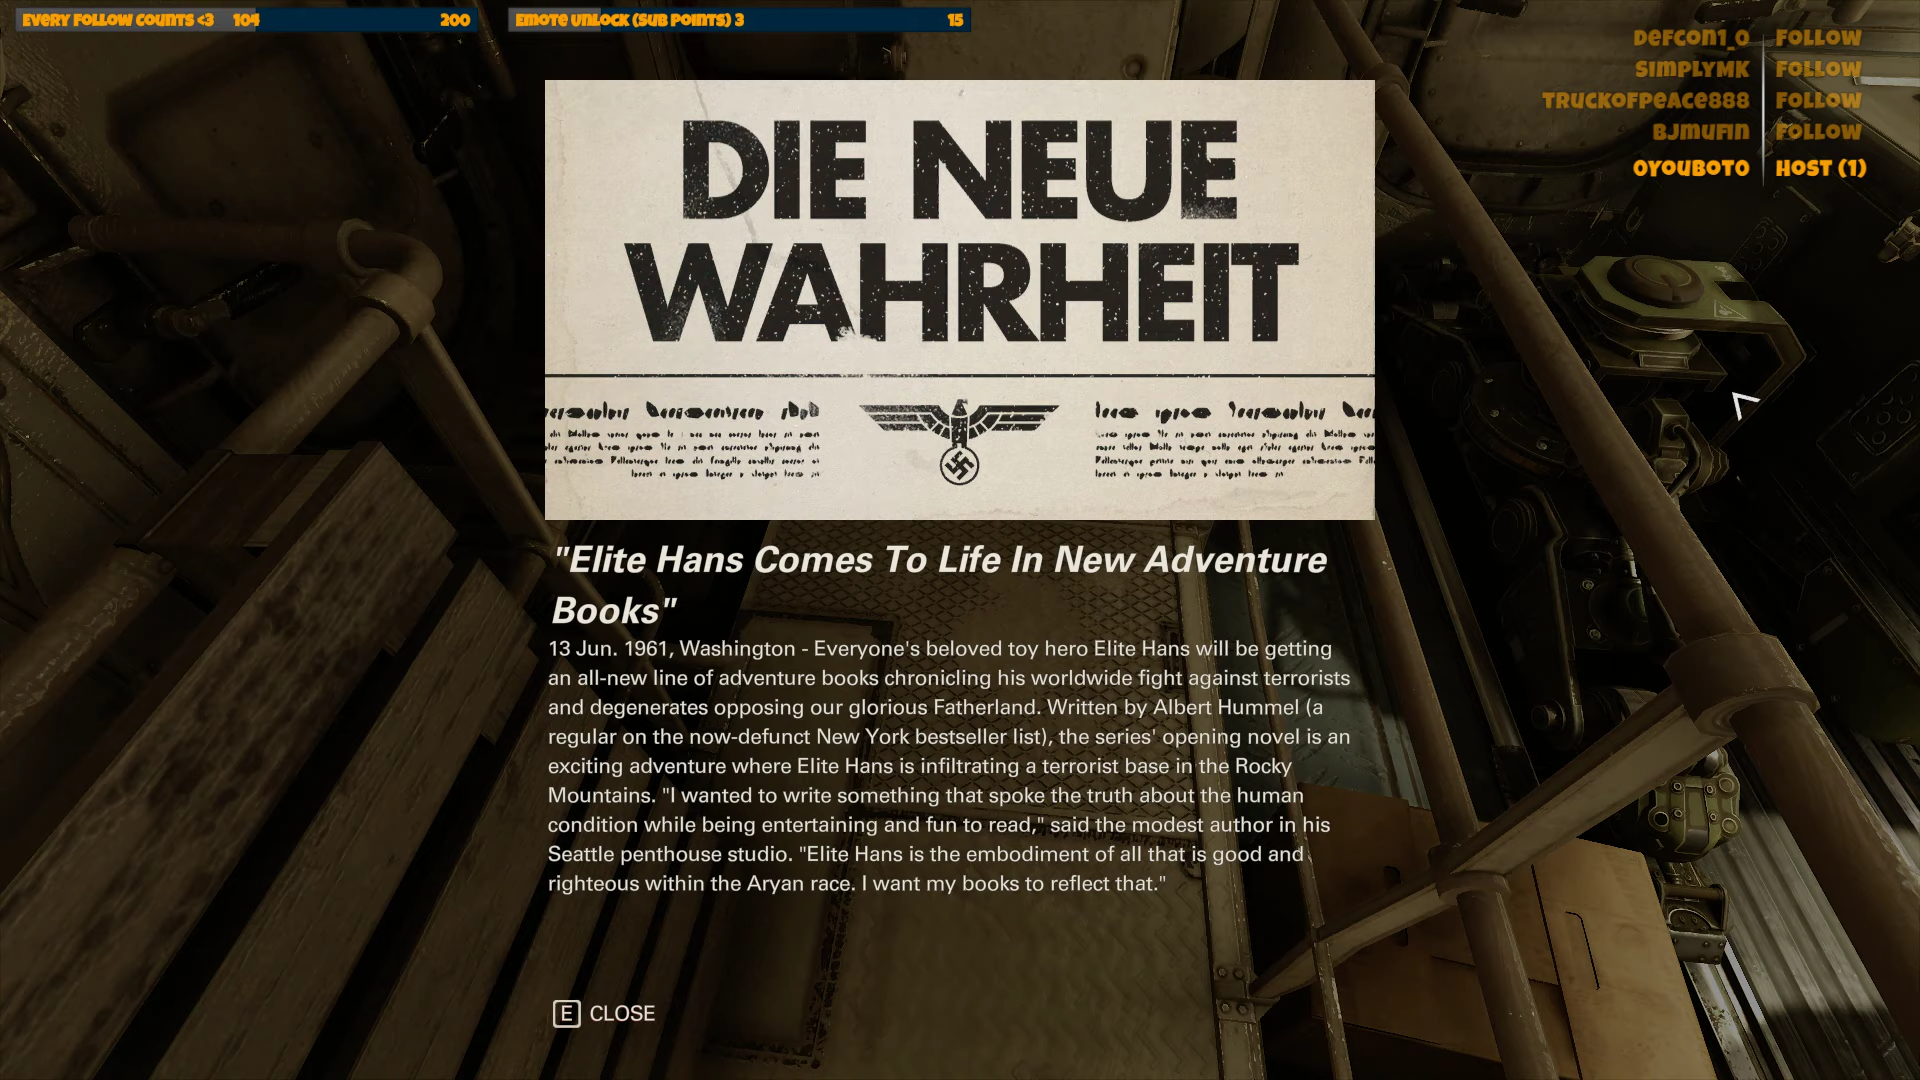 EVERY FOLLOW COUNTS <3 104 200
EMOTE UNLOCK (SUB POINTS) 3 15
DEFCON1_0 FOLLOW
SIMPLYMK FOLLOW
TRUCKOFPEACE888 FOLLOW
BJMUFIN FOLLOW
OYOUBOTO HOST (1)
DIE NEUE
WAHRHEIT
"Elite Hans Comes To Life In New Adventure
Books"
13 Jun. 1961, Washington - Everyone's beloved toy hero Elite Hans will be getting
an all-new line of adventure books chronicling his worldwide fight against terrorists
and degenerates opposing our glorious Fatherland. Written by Albert Hummel (a
regular on the now-defunct New York bestseller list), the series' opening novel is an
exciting adventure where Elite Hans is infiltrating a terrorist base in the Rocky
Mountains. "I wanted to write something that spoke the truth about the human
condition while being entertaining and fun to read," said the modest author in his
Seattle penthouse studio. "Elite Hans is the embodiment of all that is good and
righteous within the Aryan race. I want my books to reflect that."
E CLOSE